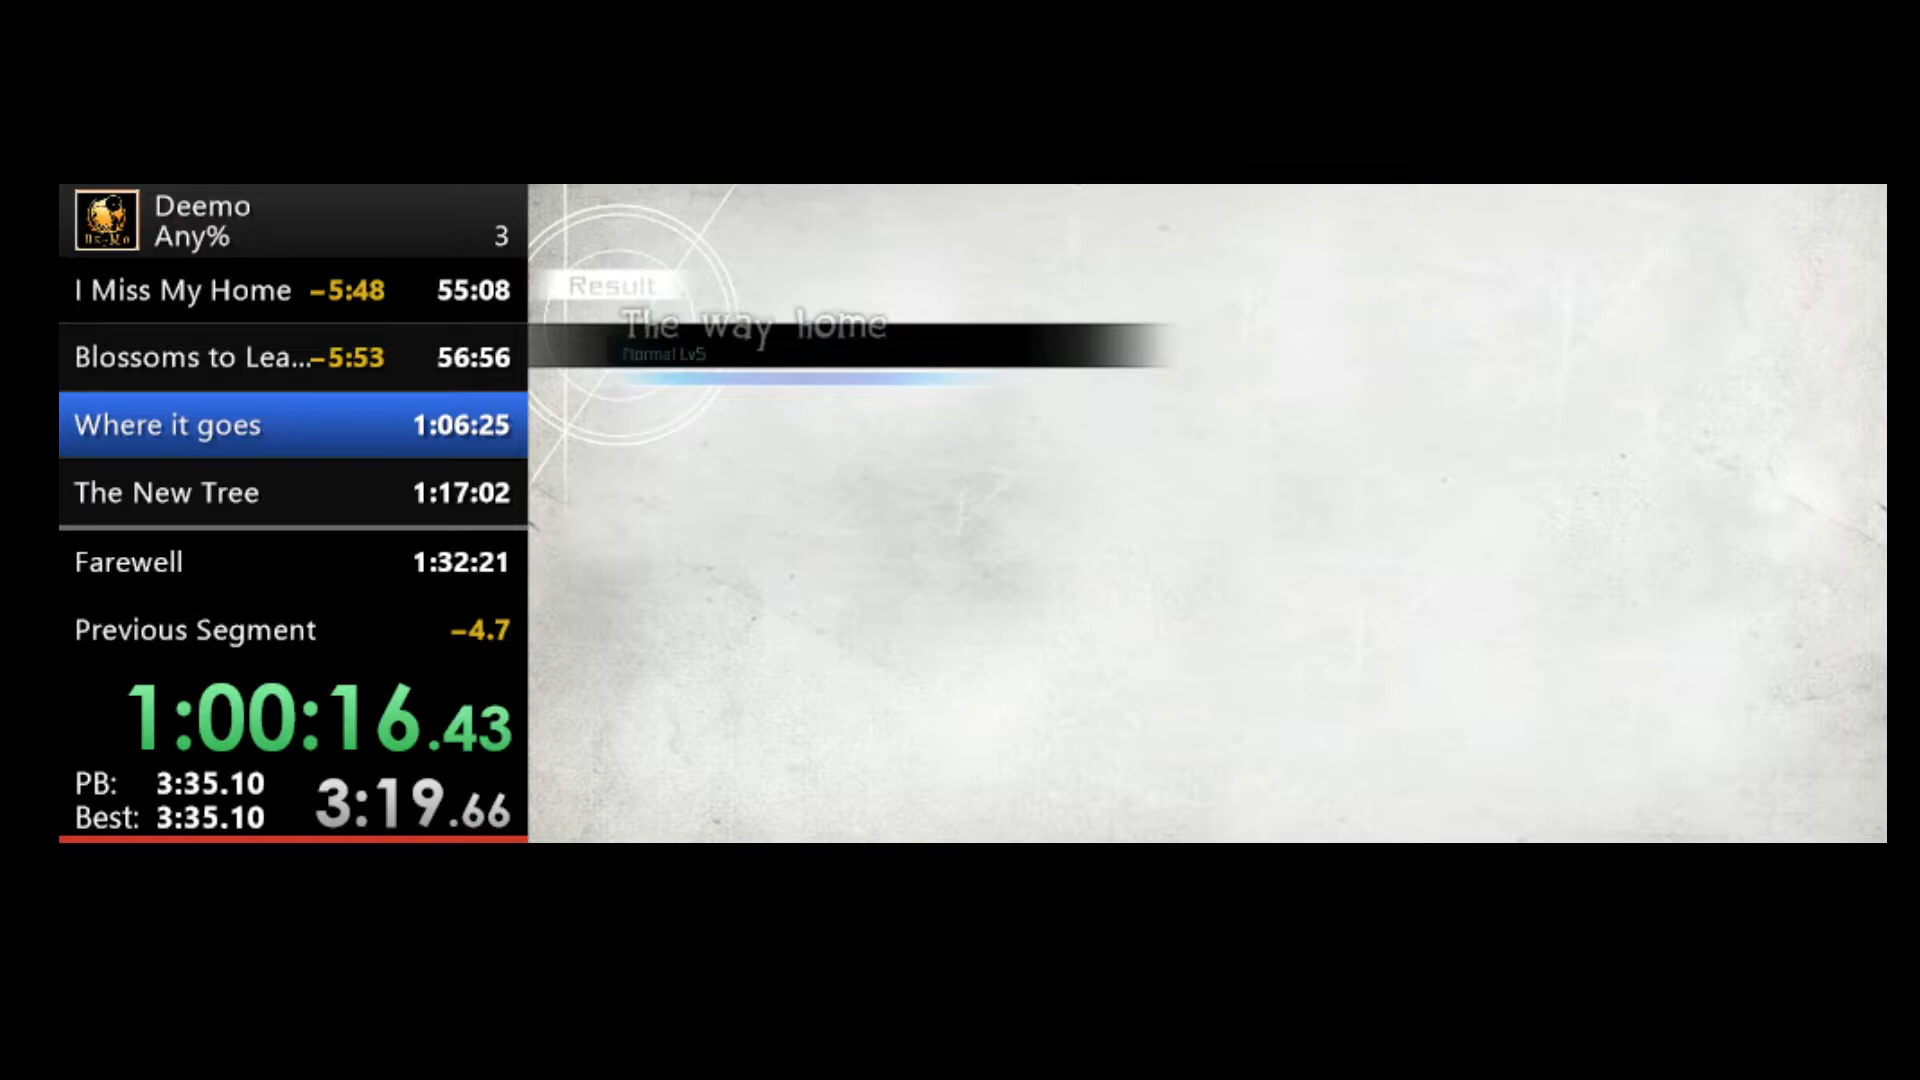 Deemo
Any%
3
I Miss My Home –5:48 55:08
Blossoms to Lea...–5:53 56:56
Where it goes 1:06:25
The New Tree 1:17:02
Farewell 1:32:21
Previous Segment –4.7
1:00:16.43
PB: 3:35.10
Best: 3:35.10
3:19.66
Result
The way home
Normal Lv5